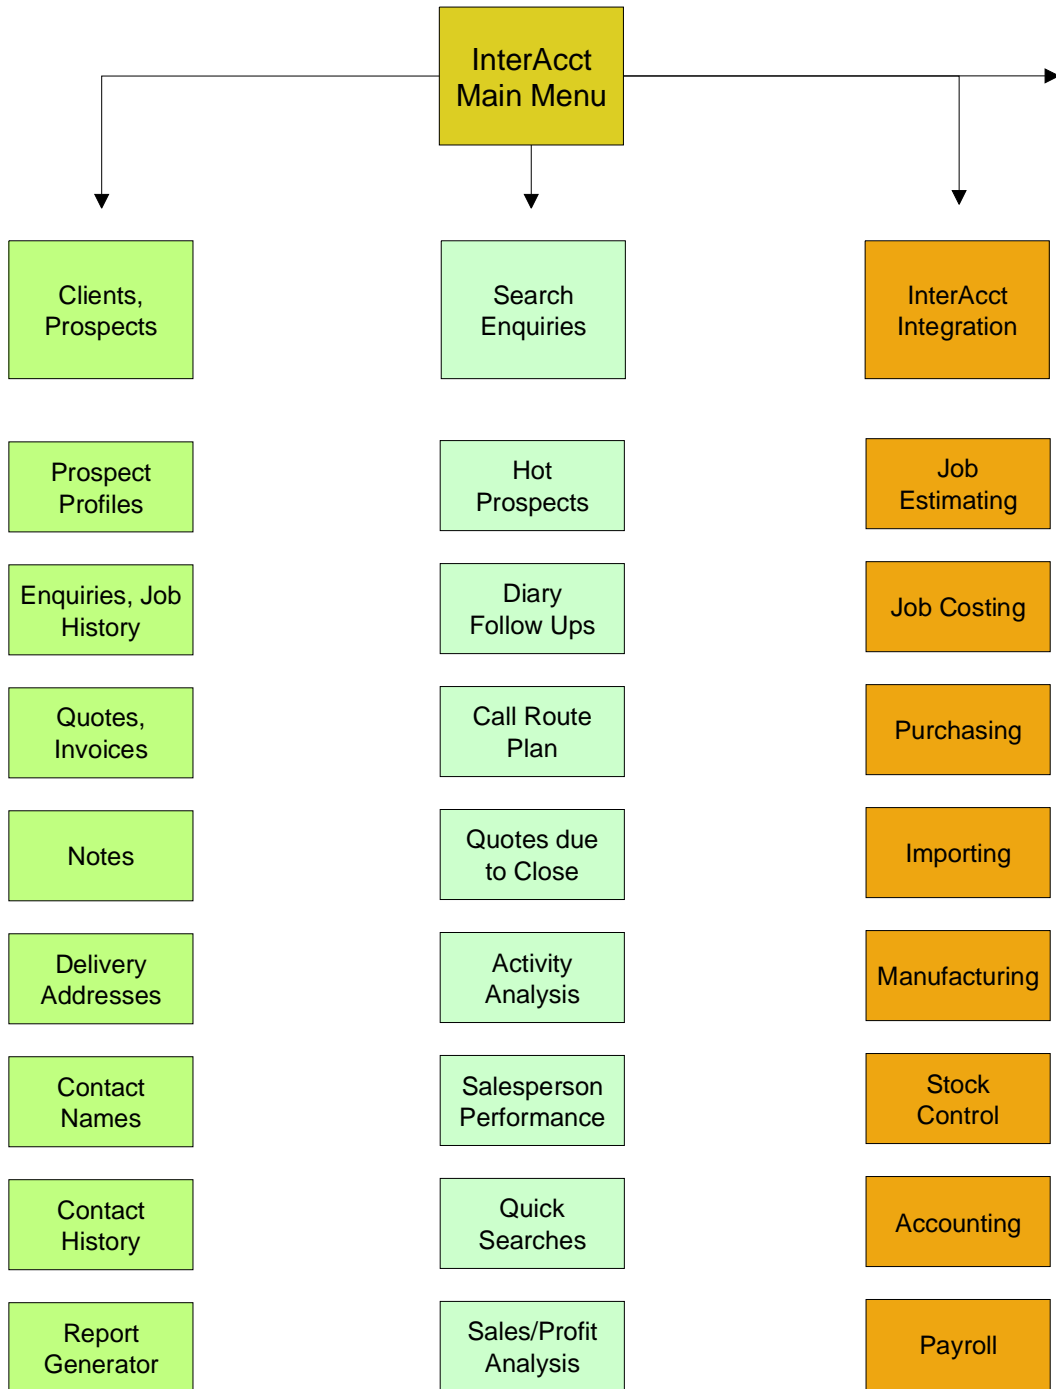 InterAcct
Main Menu
Clients,
Prospects
Search
Enquiries
InterAcct
Integration
Prospect
Profiles
Hot
Prospects
Job
Estimating
Enquiries, Job
History
Diary
Follow Ups
Job Costing
Quotes,
Invoices
Call Route
Plan
Purchasing
Notes
Quotes due
to Close
Importing
Delivery
Addresses
Activity
Analysis
Manufacturing
Contact
Names
Salesperson
Performance
Stock
Control
Contact
History
Quick
Searches
Accounting
Report
Generator
Sales/Profit
Analysis
Payroll